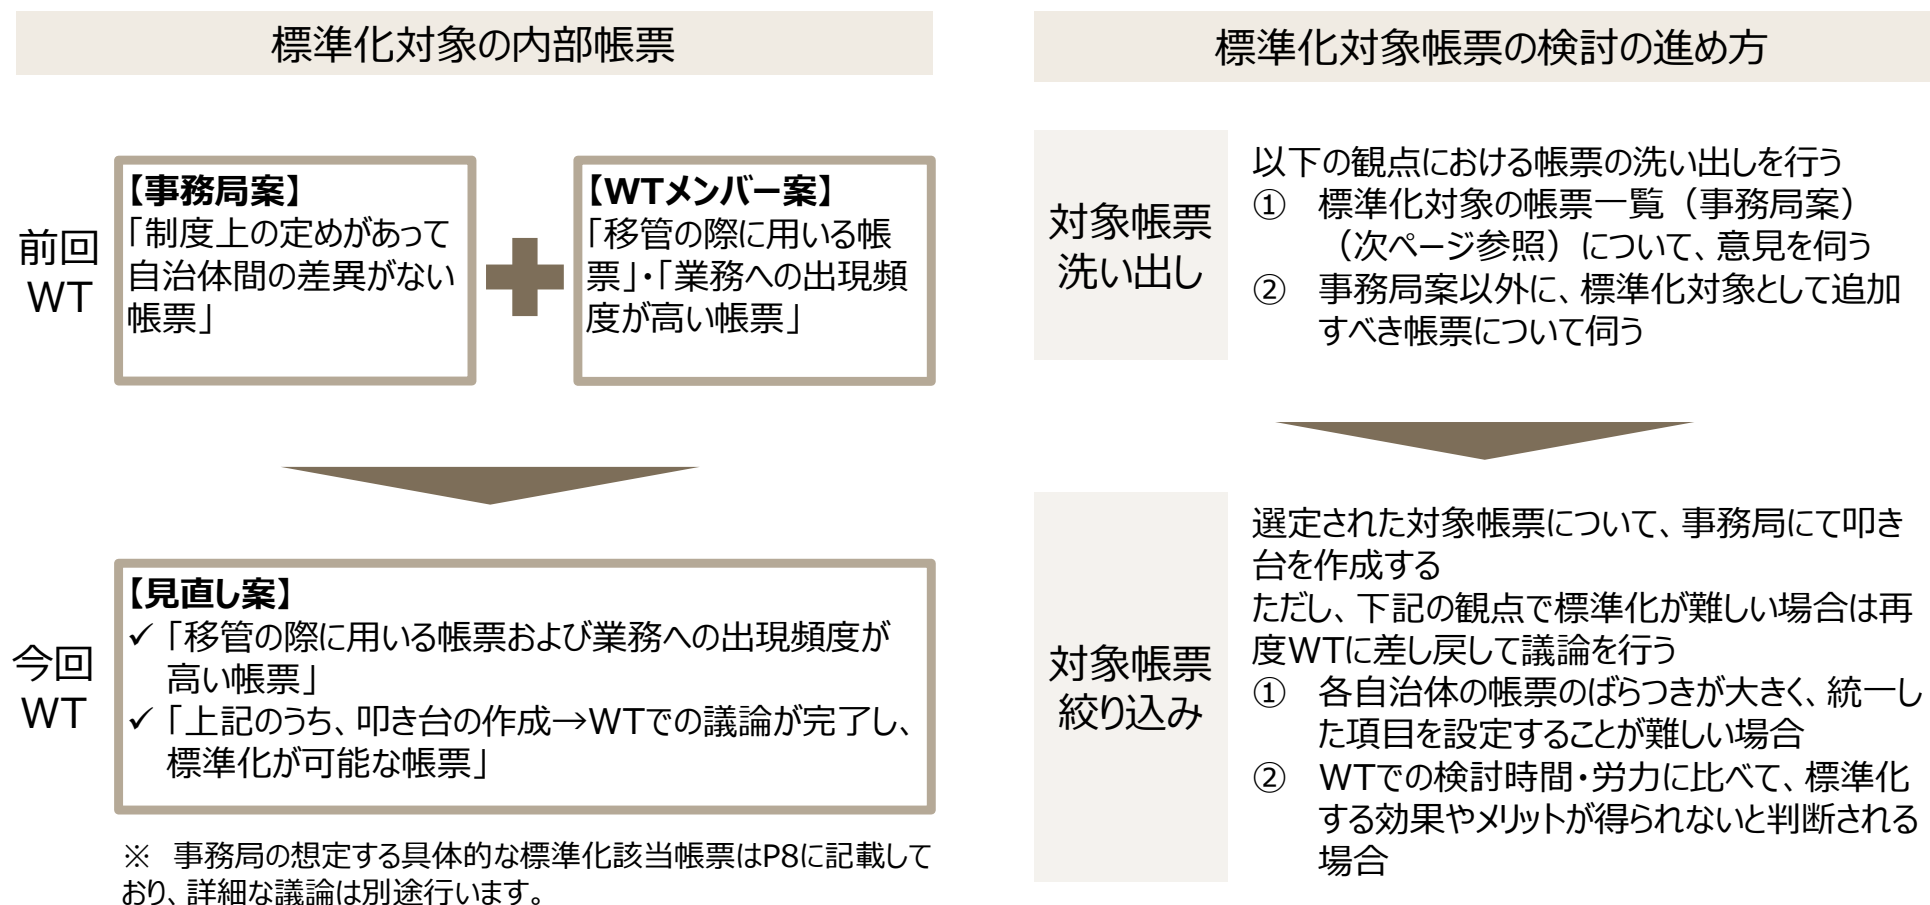 標準化対象の内部帳票
前回
WT
【事務局案】
「制度上の定めがあって
自治体間の差異がない
帳票」
【WTメンバー案】
「移管の際に用いる帳
票」・「業務への出現頻
度が高い帳票」
今回
WT
【見直し案】
✓「移管の際に用いる帳票および業務への出現頻度が
高い帳票」
✓「上記のうち、叩き台の作成→WTでの議論が完了し、
標準化が可能な帳票」
※ 事務局の想定する具体的な標準化該当帳票はP8に記載して
おり、詳細な議論は別途行います。
標準化対象帳票の検討の進め方
対象帳票
洗い出し
以下の観点における帳票の洗い出しを行う
① 標準化対象の帳票一覧（事務局案）
（次ページ参照）について、意見を伺う
② 事務局案以外に、標準化対象として追加
すべき帳票について伺う
対象帳票
絞り込み
選定された対象帳票について、事務局にて叩き
台を作成する
ただし、下記の観点で標準化が難しい場合は再
度WTに差し戻して議論を行う
① 各自治体の帳票のばらつきが大きく、統一し
た項目を設定することが難しい場合
② WTでの検討時間・労力に比べて、標準化
する効果やメリットが得られないと判断される
場合